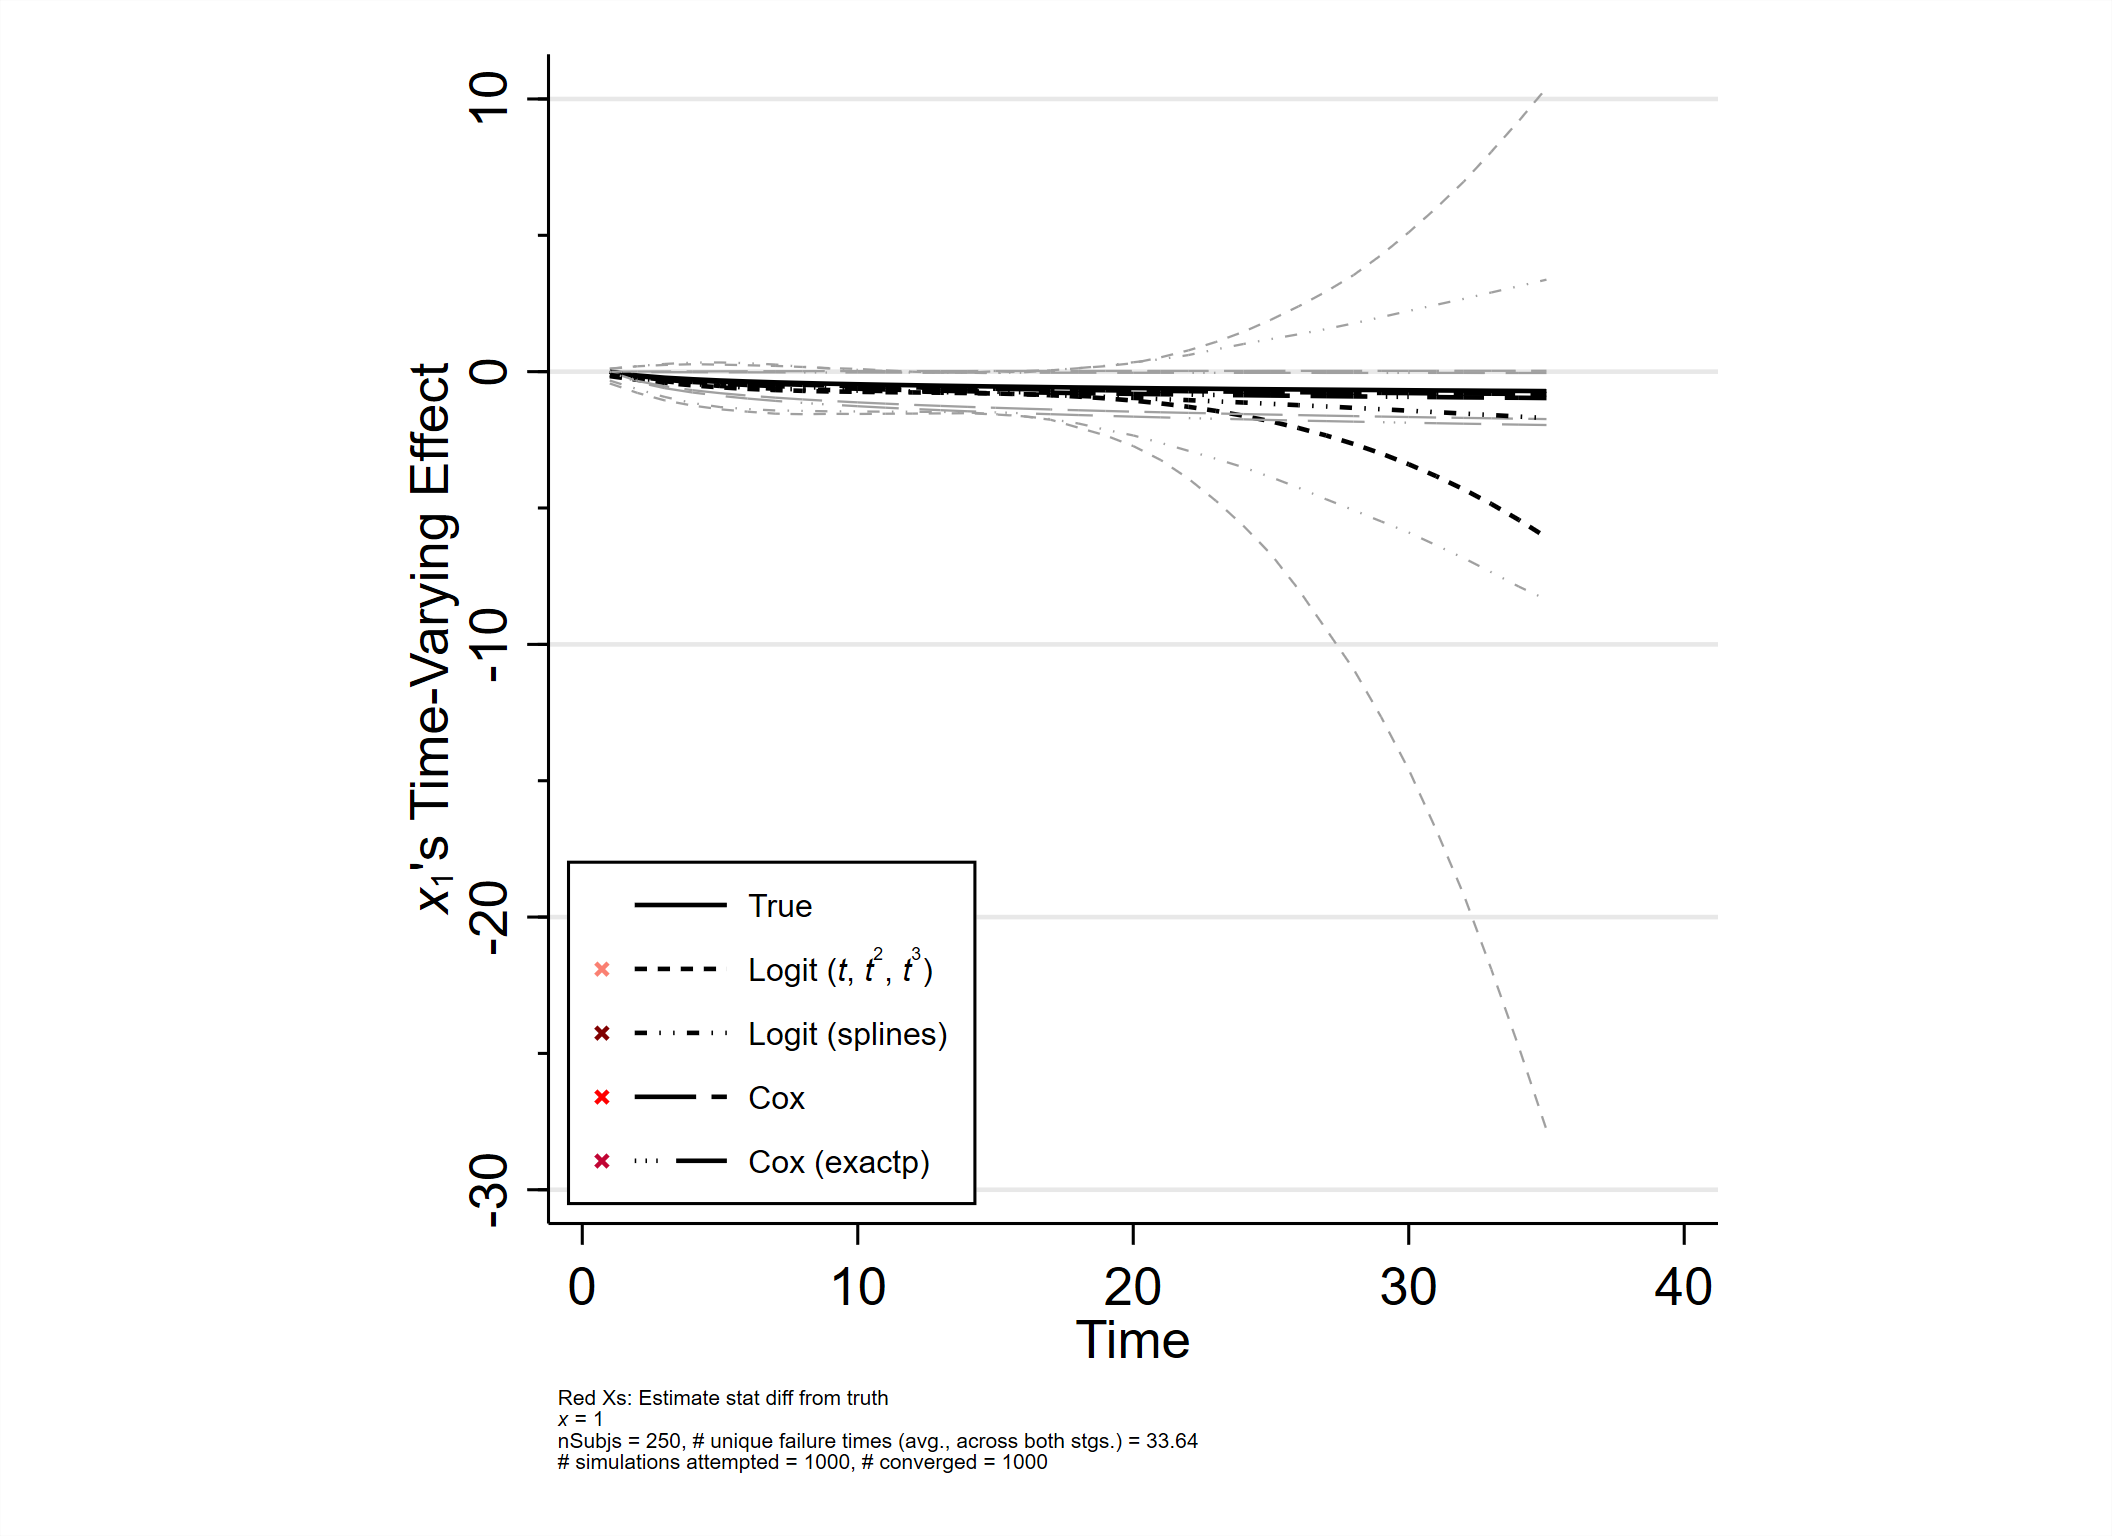 10
0
-10
-20
-30
x₁'s Time-Varying Effect
True
Logit (t, t², t³)
Logit (splines)
Cox
Cox (exactp)
0 10 20 30 40
Time
Red Xs: Estimate stat diff from truth
x = 1
nSubjs = 250, # unique failure times (avg., across both stgs.) = 33.64
# simulations attempted = 1000, # converged = 1000